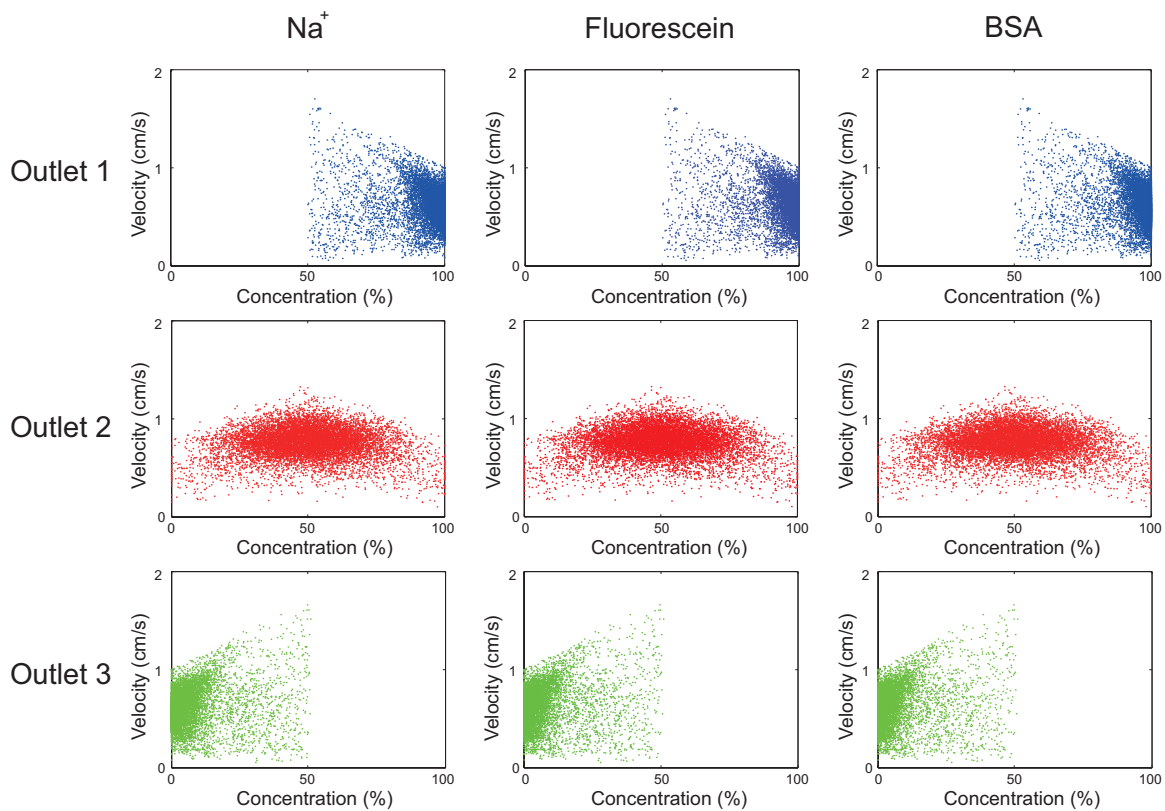 Na⁺ Fluorescein BSA
Outlet 1
Velocity (cm/s) Velocity (cm/s) Velocity (cm/s)
2 2 2
1 1 1
0 0 0
0 50 100 0 50 100 0 50 100
Concentration (%) Concentration (%) Concentration (%)
Outlet 2
Velocity (cm/s) Velocity (cm/s) Velocity (cm/s)
2 2 2
1 1 1
0 0 0
0 50 100 0 50 100 0 50 100
Concentration (%) Concentration (%) Concentration (%)
Outlet 3
Velocity (cm/s) Velocity (cm/s) Velocity (cm/s)
2 2 2
1 1 1
0 0 0
0 50 100 0 50 100 0 50 100
Concentration (%) Concentration (%) Concentration (%)